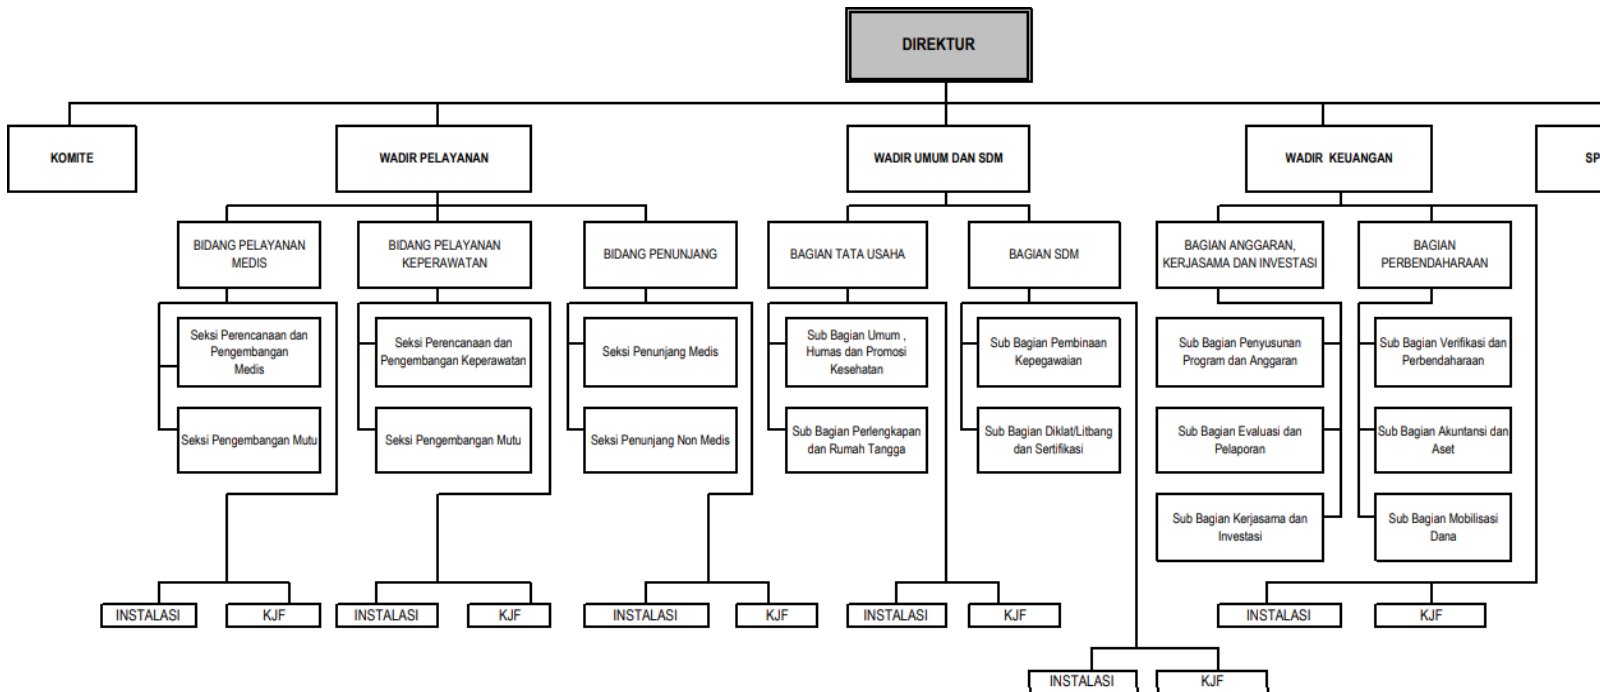 DIREKTUR
KOMITE
WADIR PELAYANAN
WADIR UMUM DAN SDM
WADIR KEUANGAN
SP
BIDANG PELAYANAN
MEDIS
BIDANG PELAYANAN
KEPERAWATAN
BIDANG PENUNJANG
BAGIAN TATA USAHA
BAGIAN SDM
BAGIAN ANGGARAN,
KERJASAMA DAN INVESTASI
BAGIAN
PERBENDAHARAAN
Seksi Perencanaan dan
Pengembangan
Medis
Seksi Perencanaan dan
Pengembangan Keperawatan
Seksi Penunjang Medis
Sub Bagian Umum ,
Humas dan Promosi
Kesehatan
Sub Bagian Pembinaan
Kepegawaian
Sub Bagian Penyusunan
Program dan Anggaran
Sub Bagian Verifikasi dan
Perbendaharaan
Seksi Pengembangan Mutu
Seksi Pengembangan Mutu
Seksi Penunjang Non Medis
Sub Bagian Perlengkapan
dan Rumah Tangga
Sub Bagian Diklat/Litbang
dan Sertifikasi
Sub Bagian Evaluasi dan
Pelaporan
Sub Bagian Akuntansi dan
Aset
Sub Bagian Kerjasama dan
Investasi
Sub Bagian Mobilisasi
Dana
INSTALASI
KJF
INSTALASI
KJF
INSTALASI
KJF
INSTALASI
KJF
INSTALASI
KJF
INSTALASI
KJF